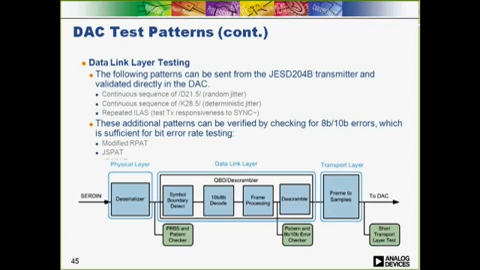 DAC Test Patterns (cont.)
Data Link Layer Testing
The following patterns can be sent from the JESD204B transmitter and
validated directly in the DAC.
Continuous sequence of /D21.5/ (random jitter)
Continuous sequence of /K28.5/ (deterministic jitter)
Repeated ILAS (test Tx responsiveness to SYNC~)
These additional patterns can be verified by checking for 8b/10b errors, which
is sufficient for bit error rate testing:
Modified RPAT
JSPAT
Physical Layer
Data Link Layer
Transport Layer
QBD/Descrambler
SERDIN
Deserializer
Symbol
Boundary
Detect
10b8b
Decode
Frame
Processing
Descramble
Frame to
Samples
To DAC
PRBS and
Pattern
Checker
Pattern and
8b/10b Error
Checker
Short
Transport
Layer Test
45
ANALOG
DEVICES